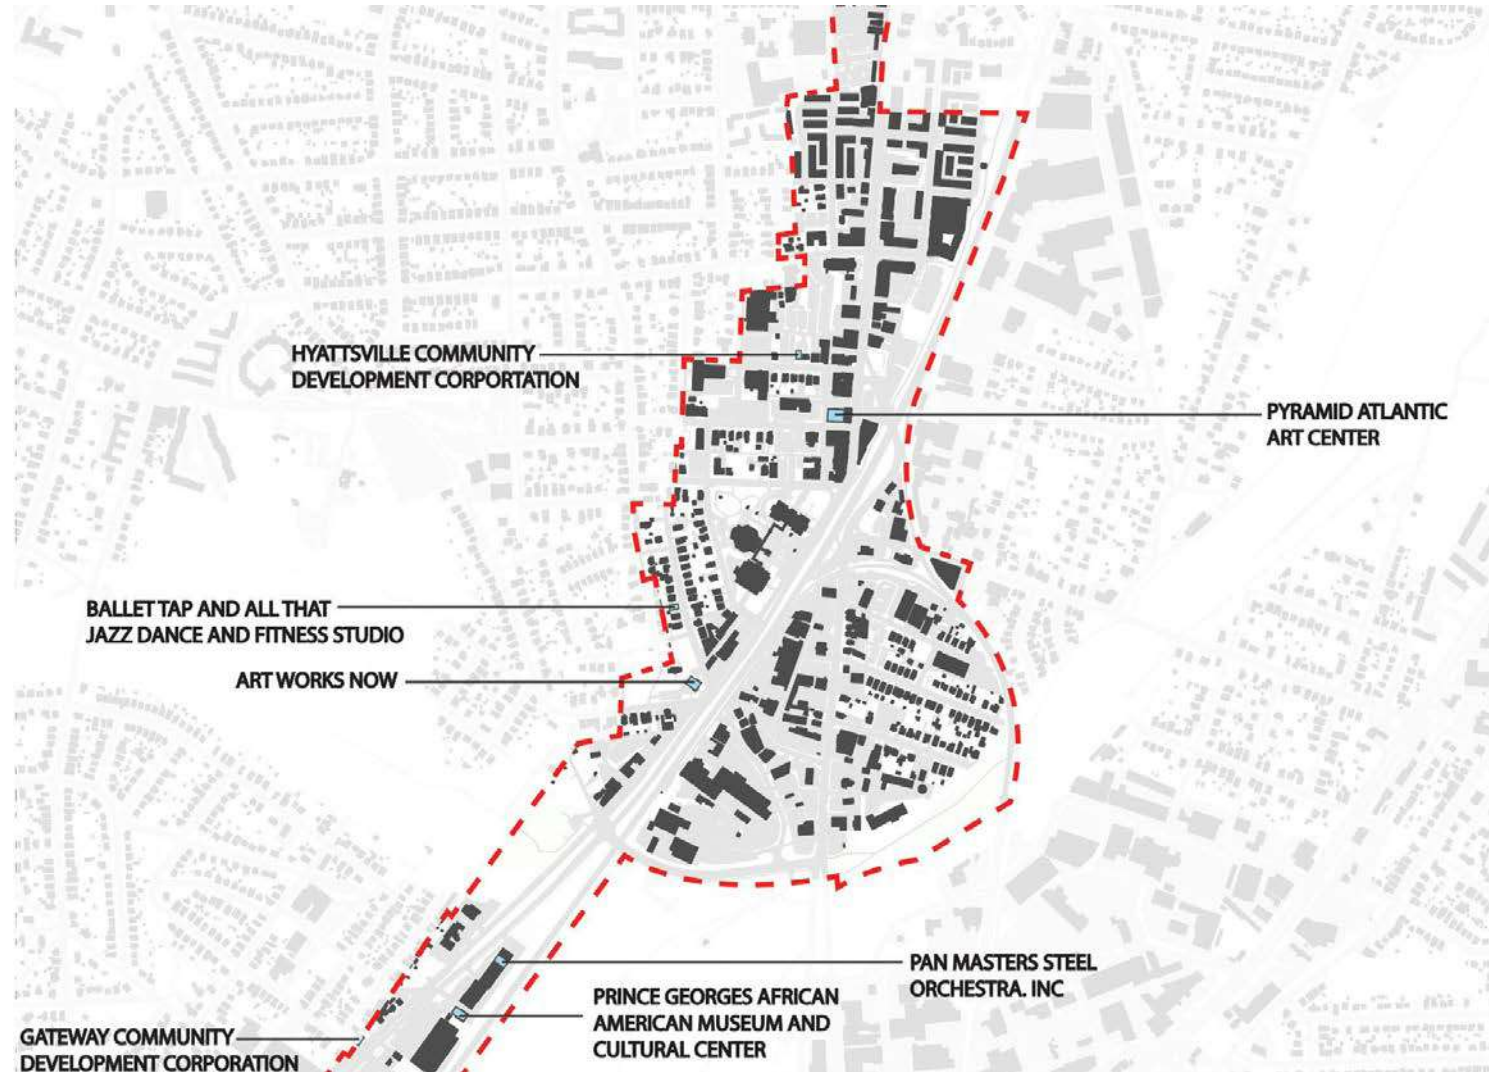 HYATTSVILLE COMMUNITY
DEVELOPMENT CORPORTATION
PYRAMID ATLANTIC
ART CENTER
BALLET TAP AND ALL THAT
JAZZ DANCE AND FITNESS STUDIO
ART WORKS NOW
PAN MASTERS STEEL
ORCHESTRA. INC
PRINCE GEORGES AFRICAN
AMERICAN MUSEUM AND
CULTURAL CENTER
GATEWAY COMMUNITY
DEVELOPMENT CORPORATION